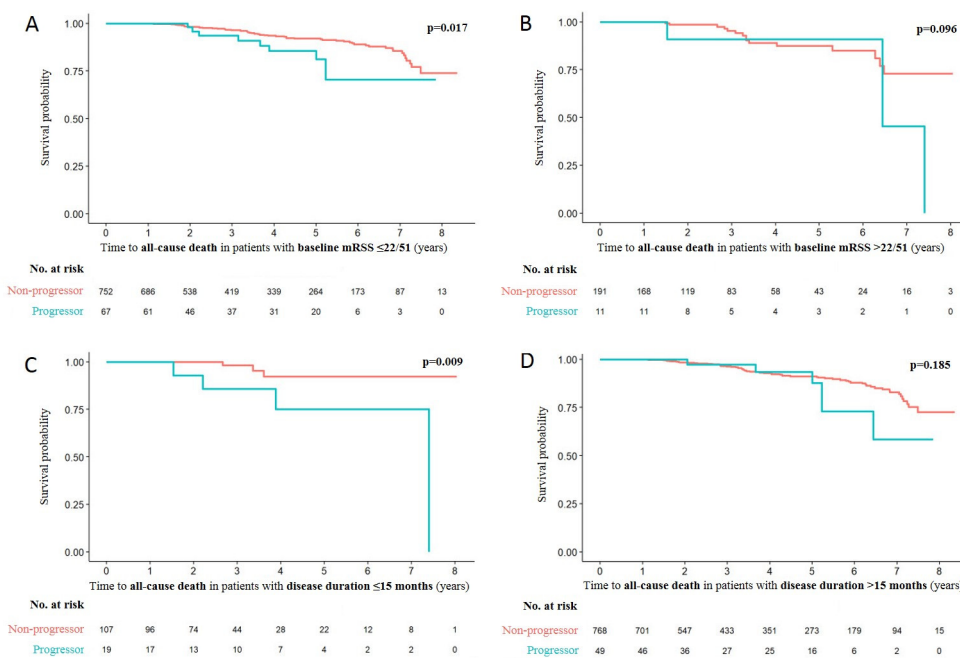 A
p=0.017
1.00
0.75
0.50
0.25
0.00
Survival probability
0 1 2 3 4 5 6 7 8
Time to all-cause death in patients with baseline mRSS ≤22/51 (years)
No. at risk
Non-progressor 752 686 538 419 339 264 173 87 13
Progressor 67 61 46 37 31 20 6 3 0
B
p=0.096
1.00
0.75
0.50
0.25
0.00
Survival probability
0 1 2 3 4 5 6 7 8
Time to all-cause death in patients with baseline mRSS >22/51 (years)
No. at risk
Non-progressor 191 168 119 83 58 43 24 16 3
Progressor 11 11 8 5 4 3 2 1 0
C
p=0.009
1.00
0.75
0.50
0.25
0.00
Survival probability
0 1 2 3 4 5 6 7 8
Time to all-cause death in patients with disease duration ≤15 months (years)
No. at risk
Non-progressor 107 96 74 44 28 22 12 8 1
Progressor 19 17 13 10 7 4 2 2 0
D
p=0.185
1.00
0.75
0.50
0.25
0.00
Survival probability
0 1 2 3 4 5 6 7 8
Time to all-cause death in patients with disease duration >15 months (years)
No. at risk
Non-progressor 768 701 547 433 351 273 179 94 15
Progressor 49 46 36 27 25 16 6 2 0